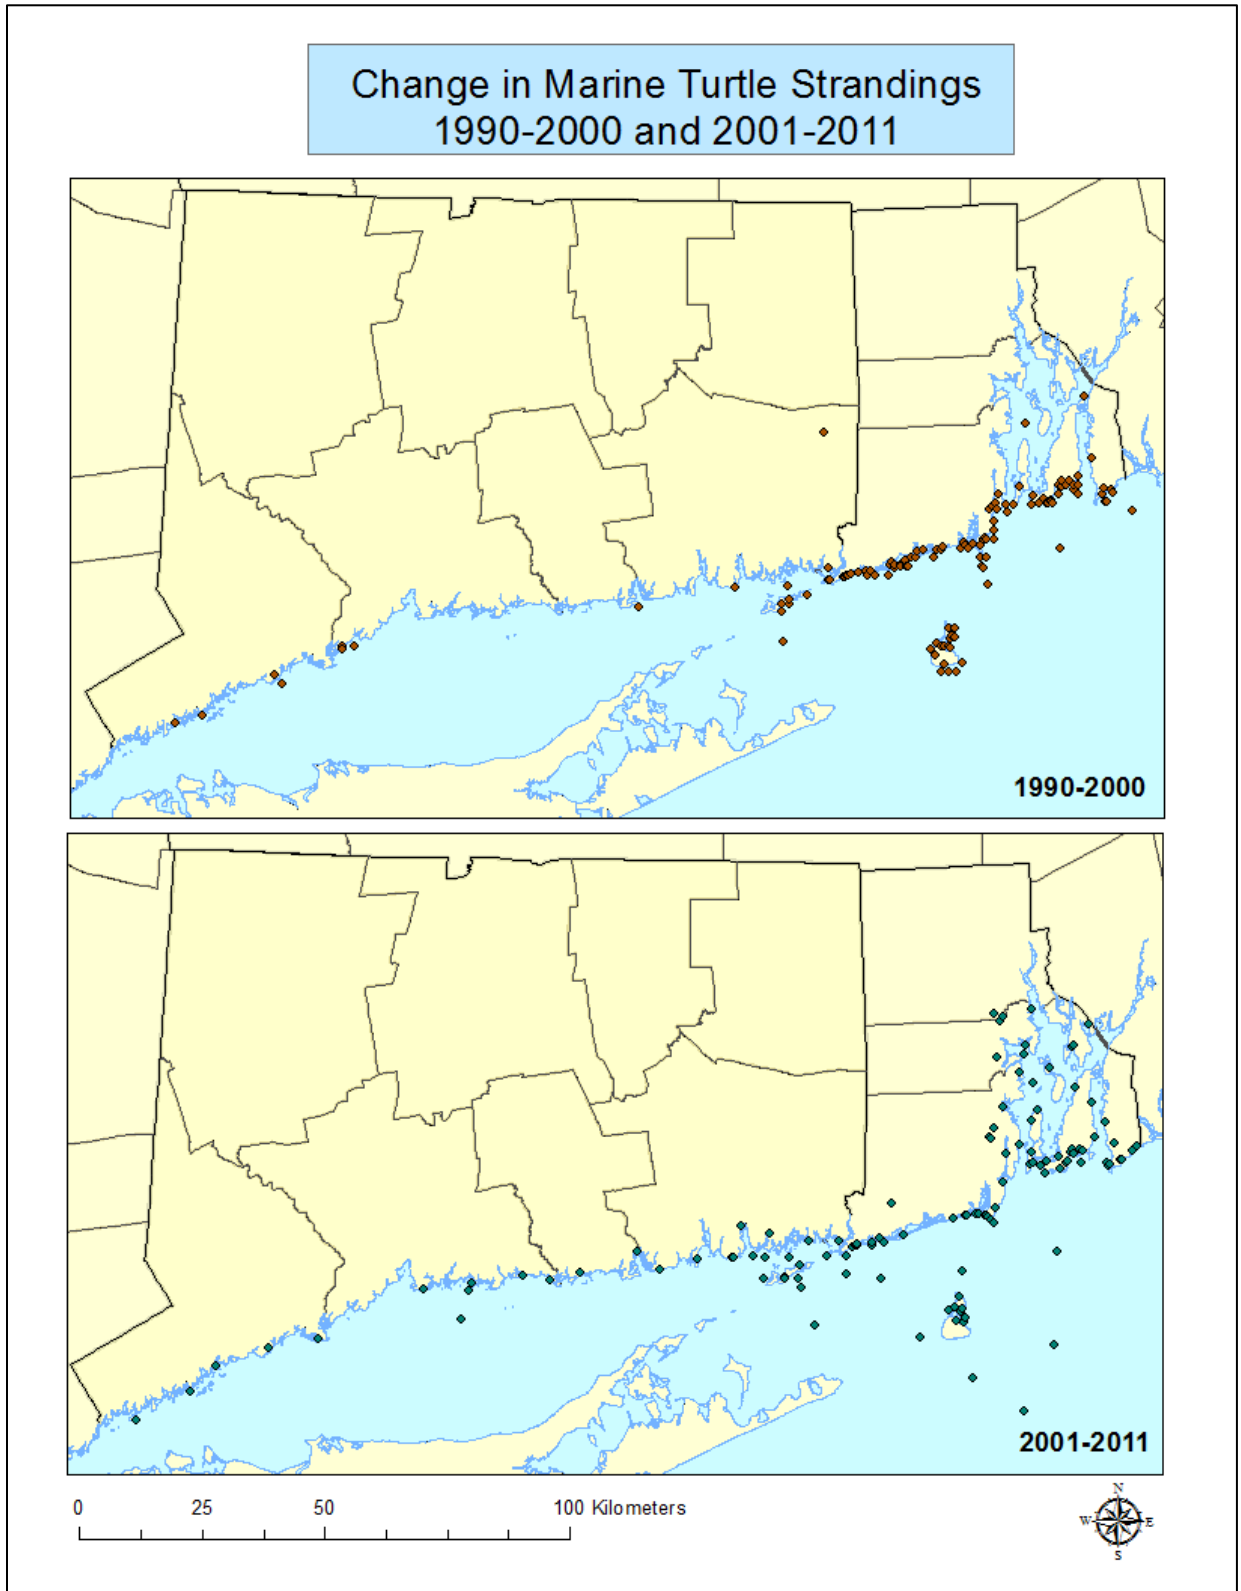 Change in Marine Turtle Strandings
1990-2000 and 2001-2011
1990-2000
2001-2011
0 25 50 100 Kilometers
N
W E
S